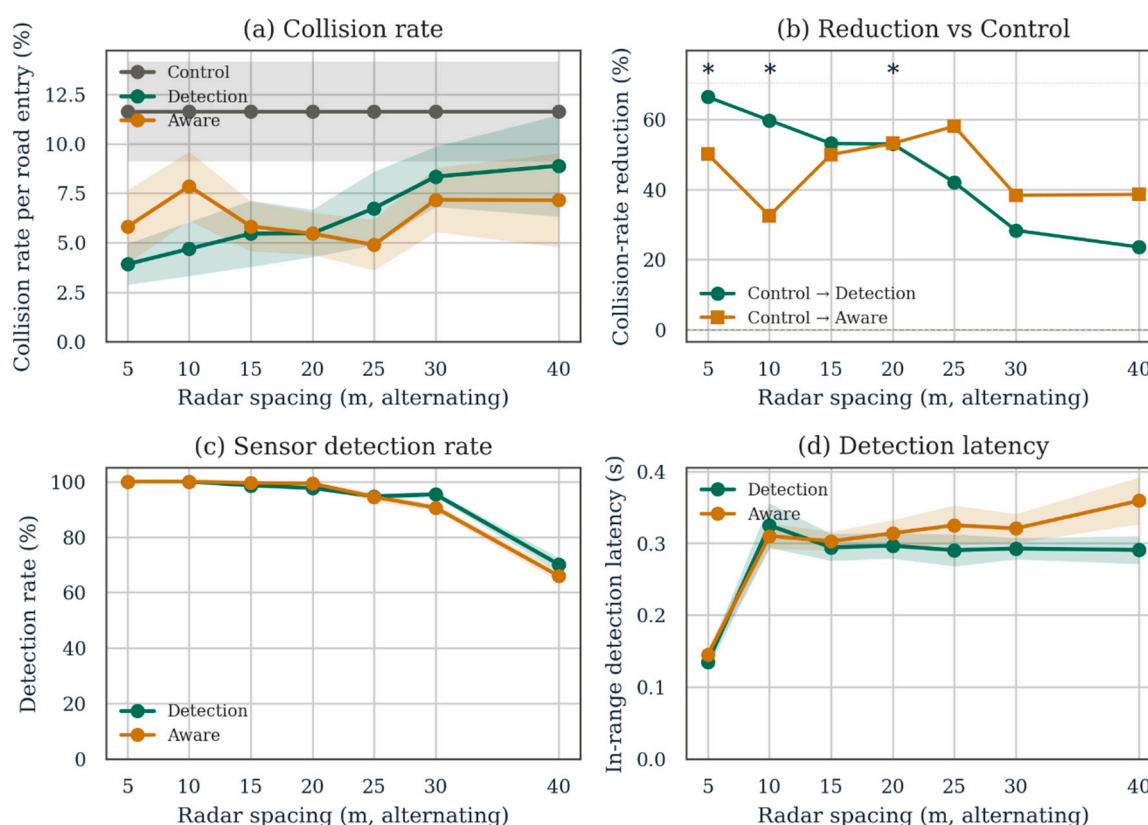 (a) Collision rate
Collision rate per road entry (%)
12.5
10.0
7.5
5.0
2.5
0.0
Control
Detection
Aware
5 10 15 20 25 30 40
Radar spacing (m, alternating)
(b) Reduction vs Control
Collision-rate reduction (%)
* * *
60
40
20
0
Control → Detection
Control → Aware
5 10 15 20 25 30 40
Radar spacing (m, alternating)
(c) Sensor detection rate
Detection rate (%)
100
80
60
40
20
0
Detection
Aware
5 10 15 20 25 30 40
Radar spacing (m, alternating)
(d) Detection latency
In-range detection latency (s)
0.4
0.3
0.2
0.1
0.0
Detection
Aware
5 10 15 20 25 30 40
Radar spacing (m, alternating)